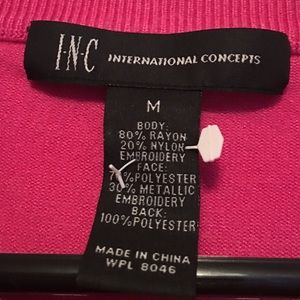 I·N·C INTERNATIONAL CONCEPTS
M
BODY:
80% RAYON
20% NYLON
EMBROIDERY
FACE:
POLYESTER
30% METALLIC
EMBROIDERY
BACK:
100% POLYESTER
MADE IN CHINA
WPL 8046